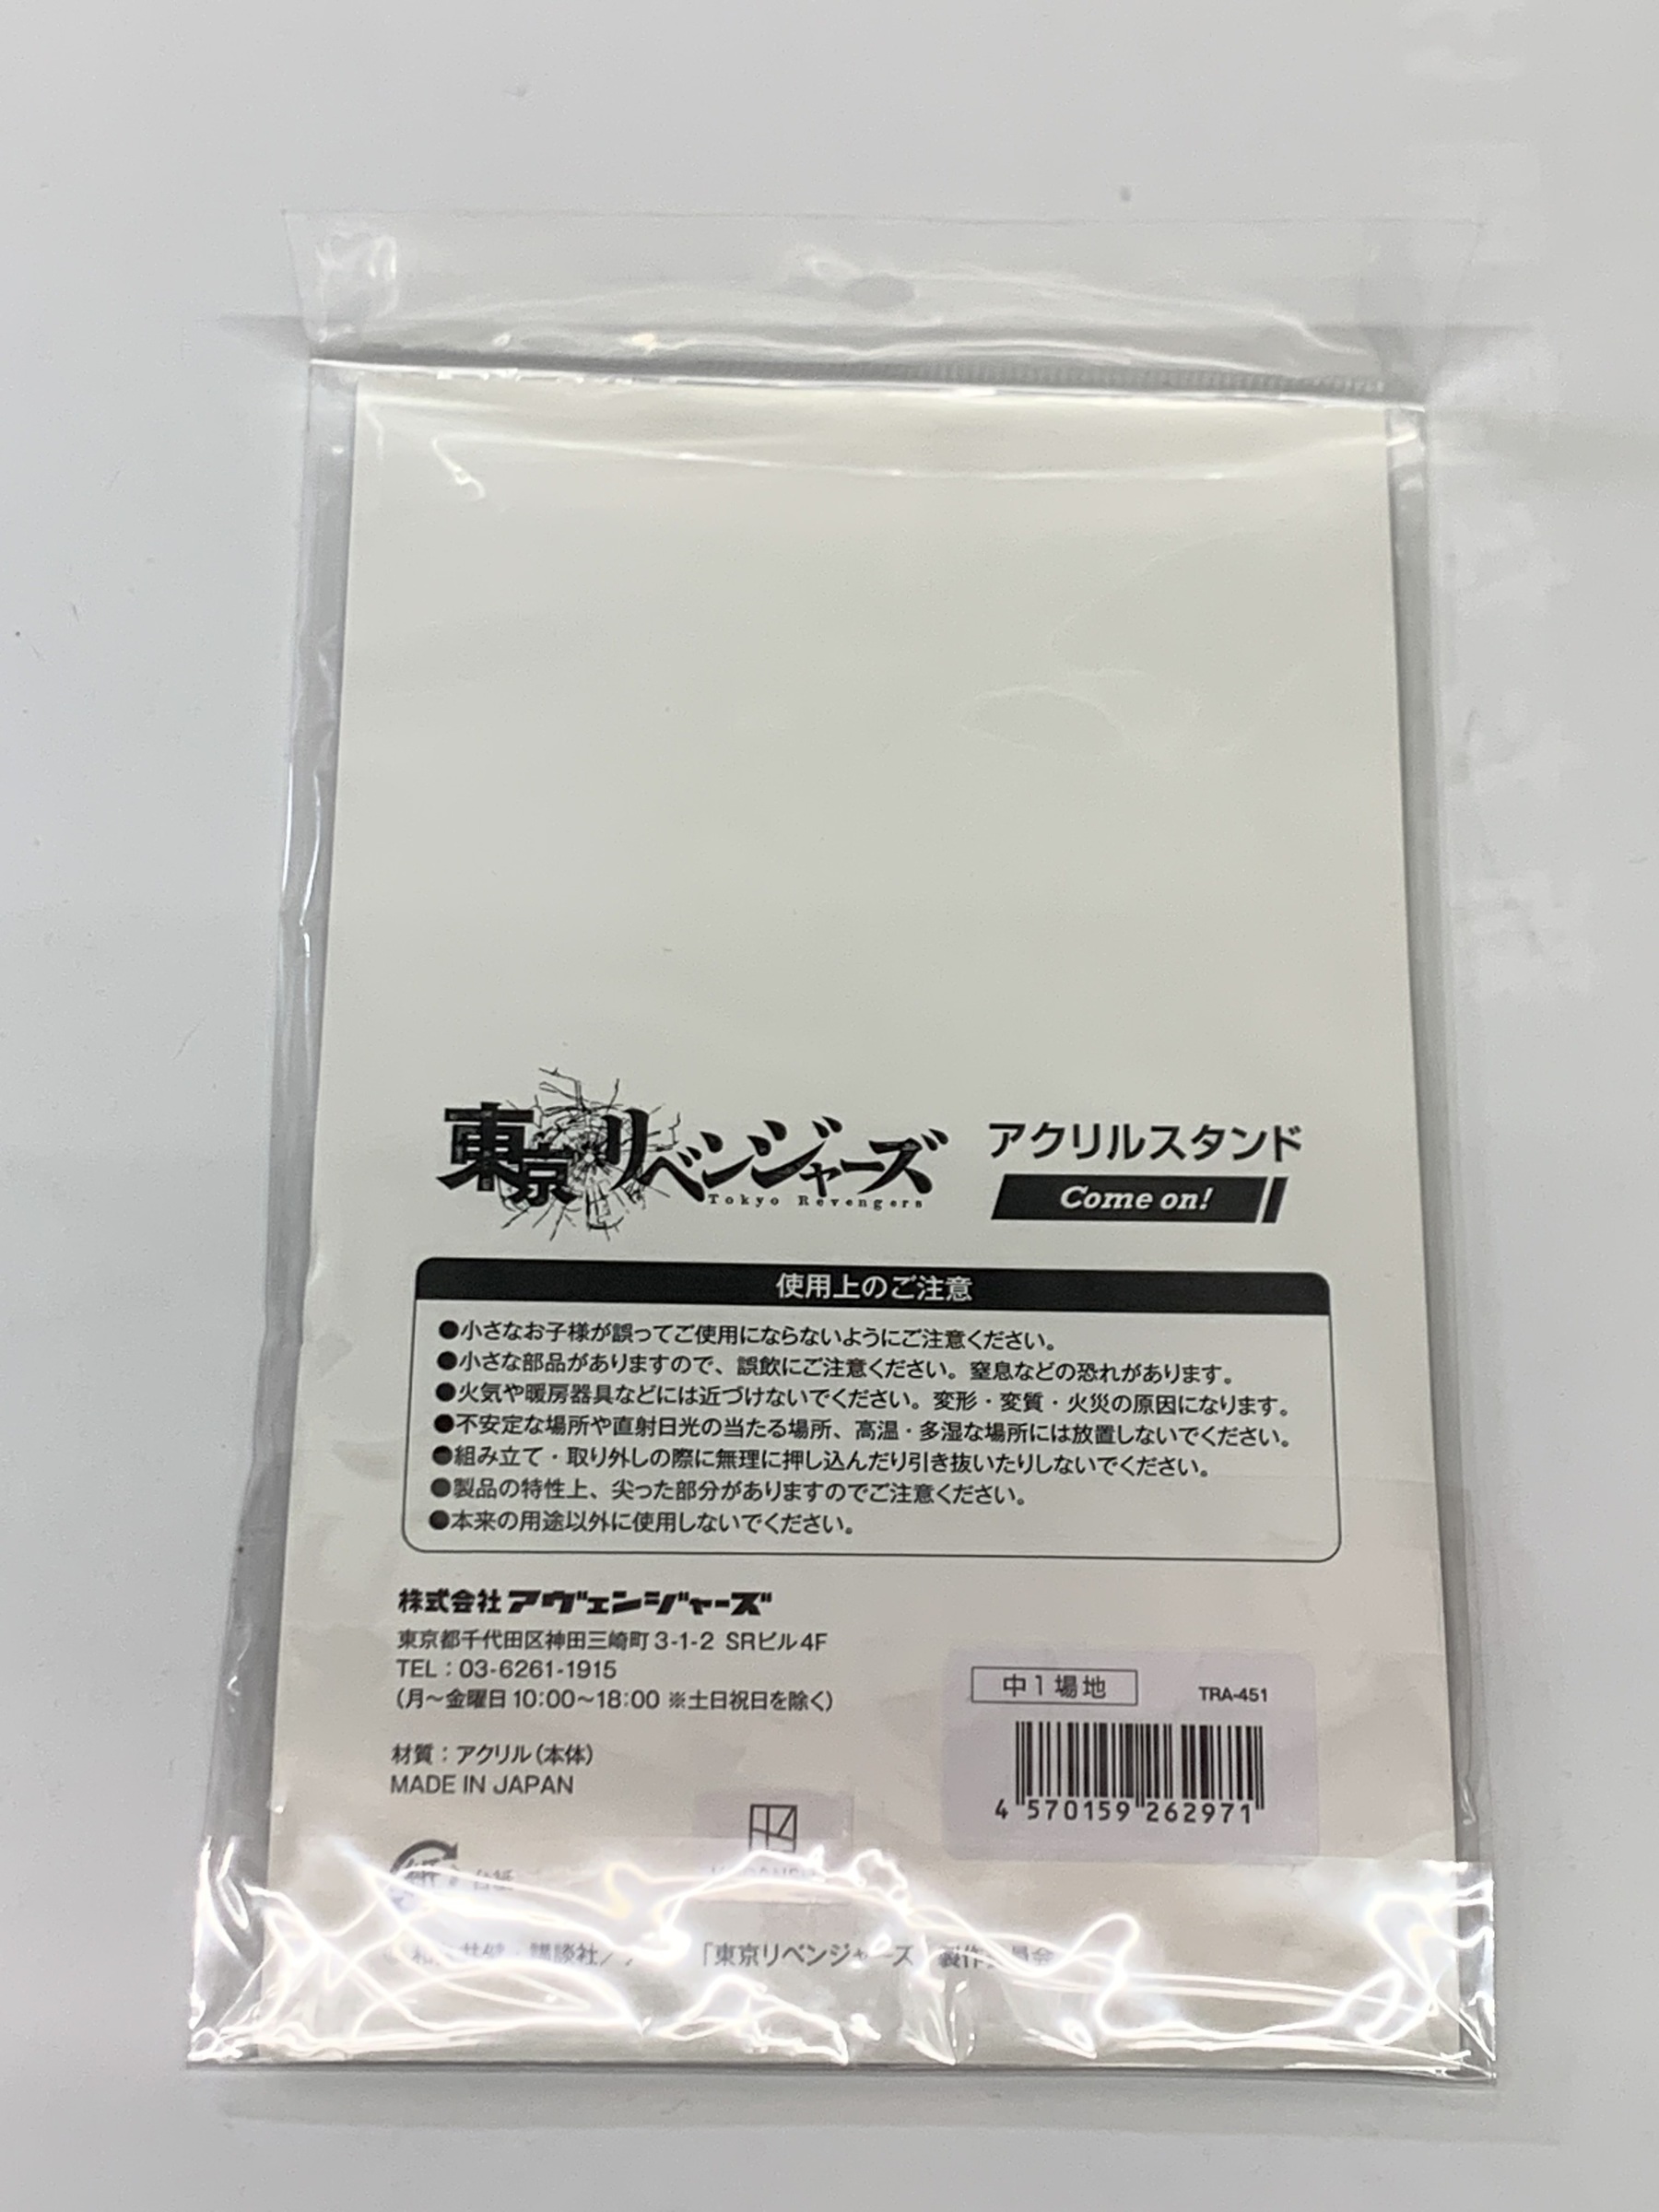 東京リベンジャーズ
Tokyo Revengers
アクリルスタンド
Come on!
使用上のご注意
●小さなお子様が誤ってご使用にならないようにご注意ください。
●小さな部品がありますので、誤飲にご注意ください。窒息などの恐れがあります。
●火気や暖房器具などには近づけないでください。変形・変質・火災の原因になります。
●不安定な場所や直射日光の当たる場所、高温・多湿な場所には放置しないでください。
●組み立て・取り外しの際に無理に押し込んだり引き抜いたりしないでください。
●製品の特性上、尖った部分がありますのでご注意ください。
●本来の用途以外に使用しないでください。
株式会社アヴェンジャーズ
東京都千代田区神田三崎町3-1-2 SRビル4F
TEL：03-6261-1915
（月～金曜日10:00～18:00 ※土日祝日を除く）
材質：アクリル（本体）
MADE IN JAPAN
中1場地
TRA-451
4 570159 262971
台紙
講談社／
「東京リベンジャーズ